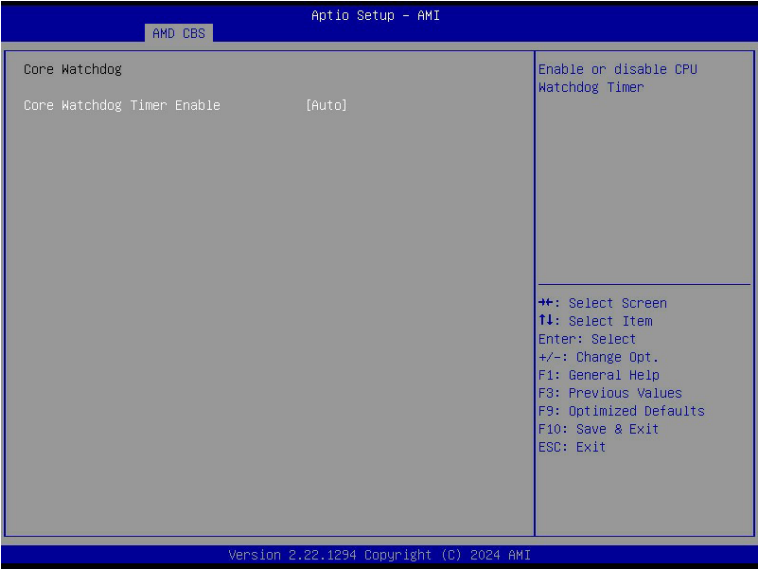 Aptio Setup – AMI
AMD CBS
Core Watchdog
Core Watchdog Timer Enable [Auto]
Enable or disable CPU
Watchdog Timer
→←: Select Screen
↑↓: Select Item
Enter: Select
+/-: Change Opt.
F1: General Help
F3: Previous Values
F9: Optimized Defaults
F10: Save & Exit
ESC: Exit
Version 2.22.1294 Copyright (C) 2024 AMI